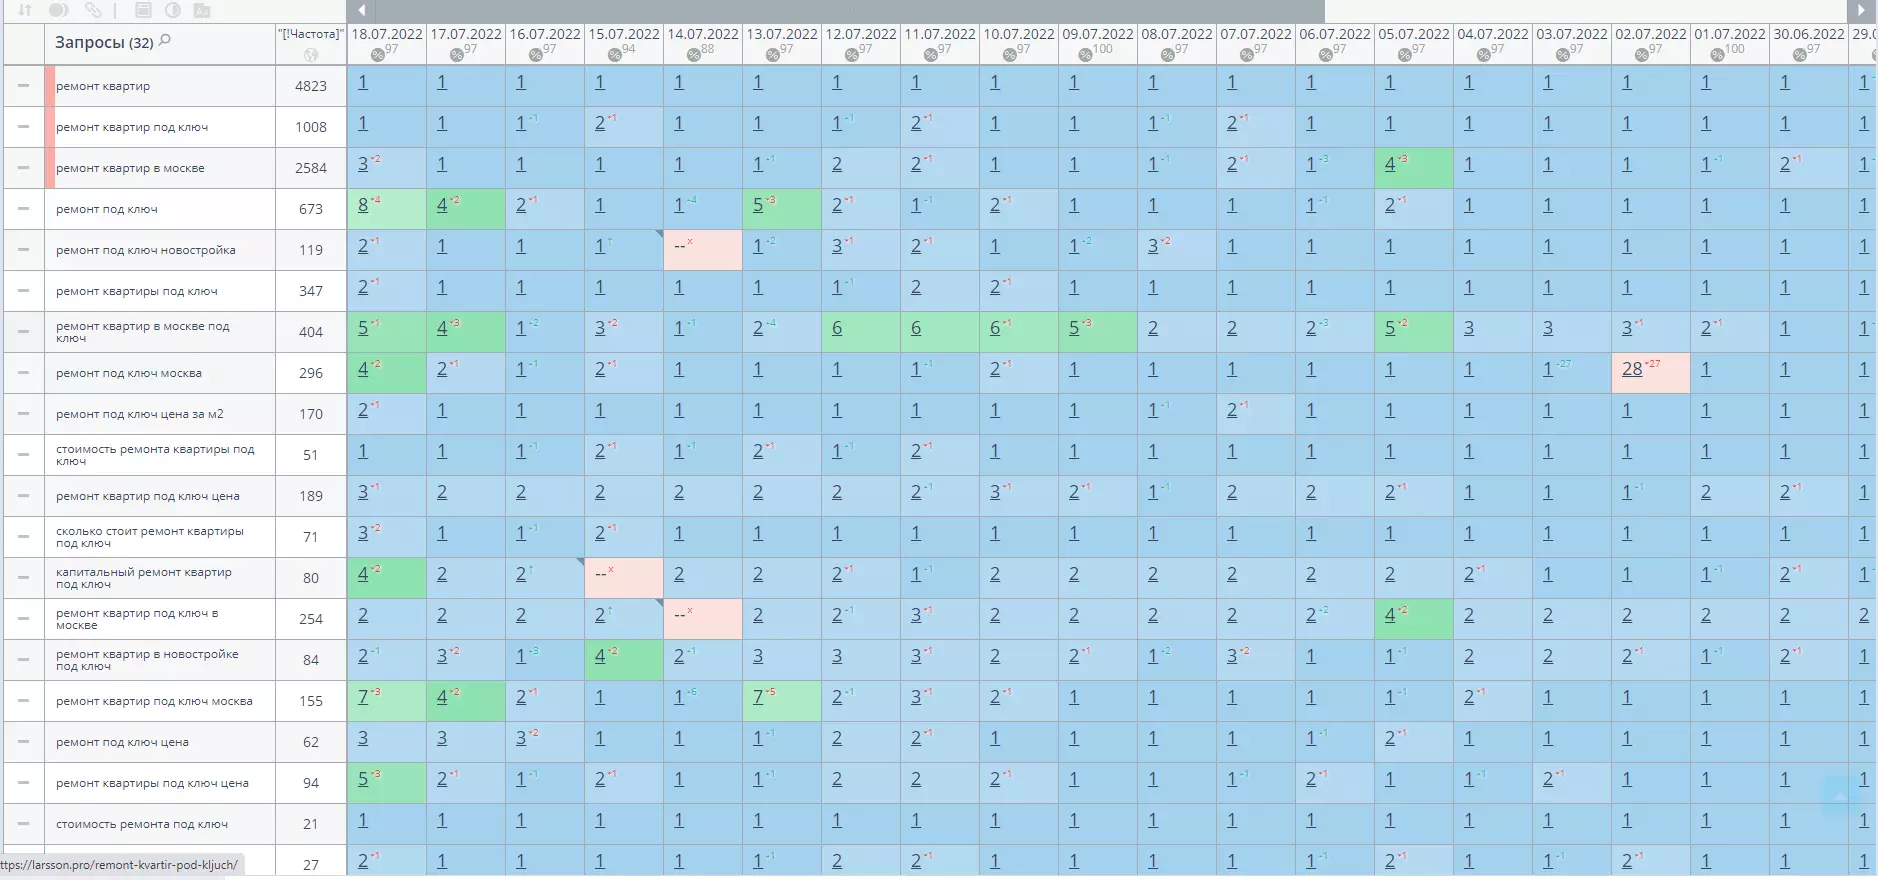 Запросы (32) "[!Частота]" 18.07.2022 17.07.2022 16.07.2022 15.07.2022 14.07.2022 13.07.2022 12.07.2022 11.07.2022 10.07.2022 09.07.2022 08.07.2022 07.07.2022 06.07.2022 05.07.2022 04.07.2022 03.07.2022 02.07.2022 01.07.2022 30.06.2022 29.0
%97 %97 %97 %94 %88 %97 %97 %97 %97 %100 %97 %97 %97 %97 %97 %97 %97 %100 %97
ремонт квартир 4823 1 1 1 1 1 1 1 1 1 1 1 1 1 1 1 1 1 1 1 1
ремонт квартир под ключ 1008 1 1 1-1 2+1 1 1 1-1 2+1 1 1 1-1 2+1 1 1 1 1 1 1 1 1
ремонт квартир в москве 2584 3+2 1 1 1 1 1-1 2 2+1 1 1 1-1 2+1 1-3 4+3 1 1 1 1-1 2+1 1-
ремонт под ключ 673 8+4 4+2 2+1 1 1-4 5+3 2+1 1-1 2+1 1 1 1 1-1 2+1 1 1 1 1 1 1
ремонт под ключ новостройка 119 2+1 1 1 1↑ --x 1-2 3+1 2+1 1 1-2 3+2 1 1 1 1 1 1 1 1 1
ремонт квартиры под ключ 347 2+1 1 1 1 1 1 1-1 2 2+1 1 1 1 1 1 1 1 1 1 1 1
ремонт квартир в москве под
ключ 404 5+1 4+3 1-2 3+2 1-1 2-4 6 6 6+1 5+3 2 2 2-3 5+2 3 3 3+1 2+1 1 1-
ремонт под ключ москва 296 4+2 2+1 1-1 2+1 1 1 1 1-1 2+1 1 1 1 1 1 1 1-27 28+27 1 1 1
ремонт под ключ цена за м2 170 2+1 1 1 1 1 1 1 1 1 1 1-1 2+1 1 1 1 1 1 1 1 1
стоимость ремонта квартиры под
ключ 51 1 1 1-1 2+1 1-1 2+1 1-1 2+1 1 1 1 1 1 1 1 1 1 1 1 1
ремонт квартир под ключ цена 189 3+1 2 2 2 2 2 2 2-1 3+1 2+1 1-1 2 2 2+1 1 1 1-1 2 2+1 1
сколько стоит ремонт квартиры
под ключ 71 3+2 1 1-1 2+1 1 1 1 1 1 1 1 1 1 1 1 1 1 1 1 1
капитальный ремонт квартир
под ключ 80 4+2 2 2↑ --x 2 2 2+1 1-1 2 2 2 2 2 2 2+1 1 1 1-1 2+1 1-
ремонт квартир под ключ в
москве 254 2 2 2 2↑ --x 2 2-1 3+1 2 2 2 2 2-2 4+2 2 2 2 2 2 2
ремонт квартир в новостройке
под ключ 84 2-1 3+2 1-3 4+2 2-1 3 3 3+1 2 2+1 1-2 3+2 1 1-1 2 2 2+1 1-1 2+1 1
ремонт квартир под ключ москва 155 7+3 4+2 2+1 1 1-6 7+5 2-1 3+1 2+1 1 1 1 1 1-1 2+1 1 1 1 1 1
ремонт под ключ цена 62 3 3 3+2 1 1 1-1 2 2+1 1 1 1 1 1-1 2+1 1 1 1 1 1 1
ремонт квартиры под ключ цена 94 5+3 2+1 1-1 2+1 1 1-1 2 2 2+1 1 1 1-1 2+1 1 1-1 2+1 1 1 1 1
стоимость ремонта под ключ 21 1 1 1 1 1 1 1 1 1 1 1 1 1 1 1 1 1 1 1 1
ttps://larsson.pro/remont-kvartir-pod-kljuch/ 27 2+1 1 1 1 1 1-1 2 2+1 1 1 1 1 1-1 2+1 1 1-1 2+1 1 1 1